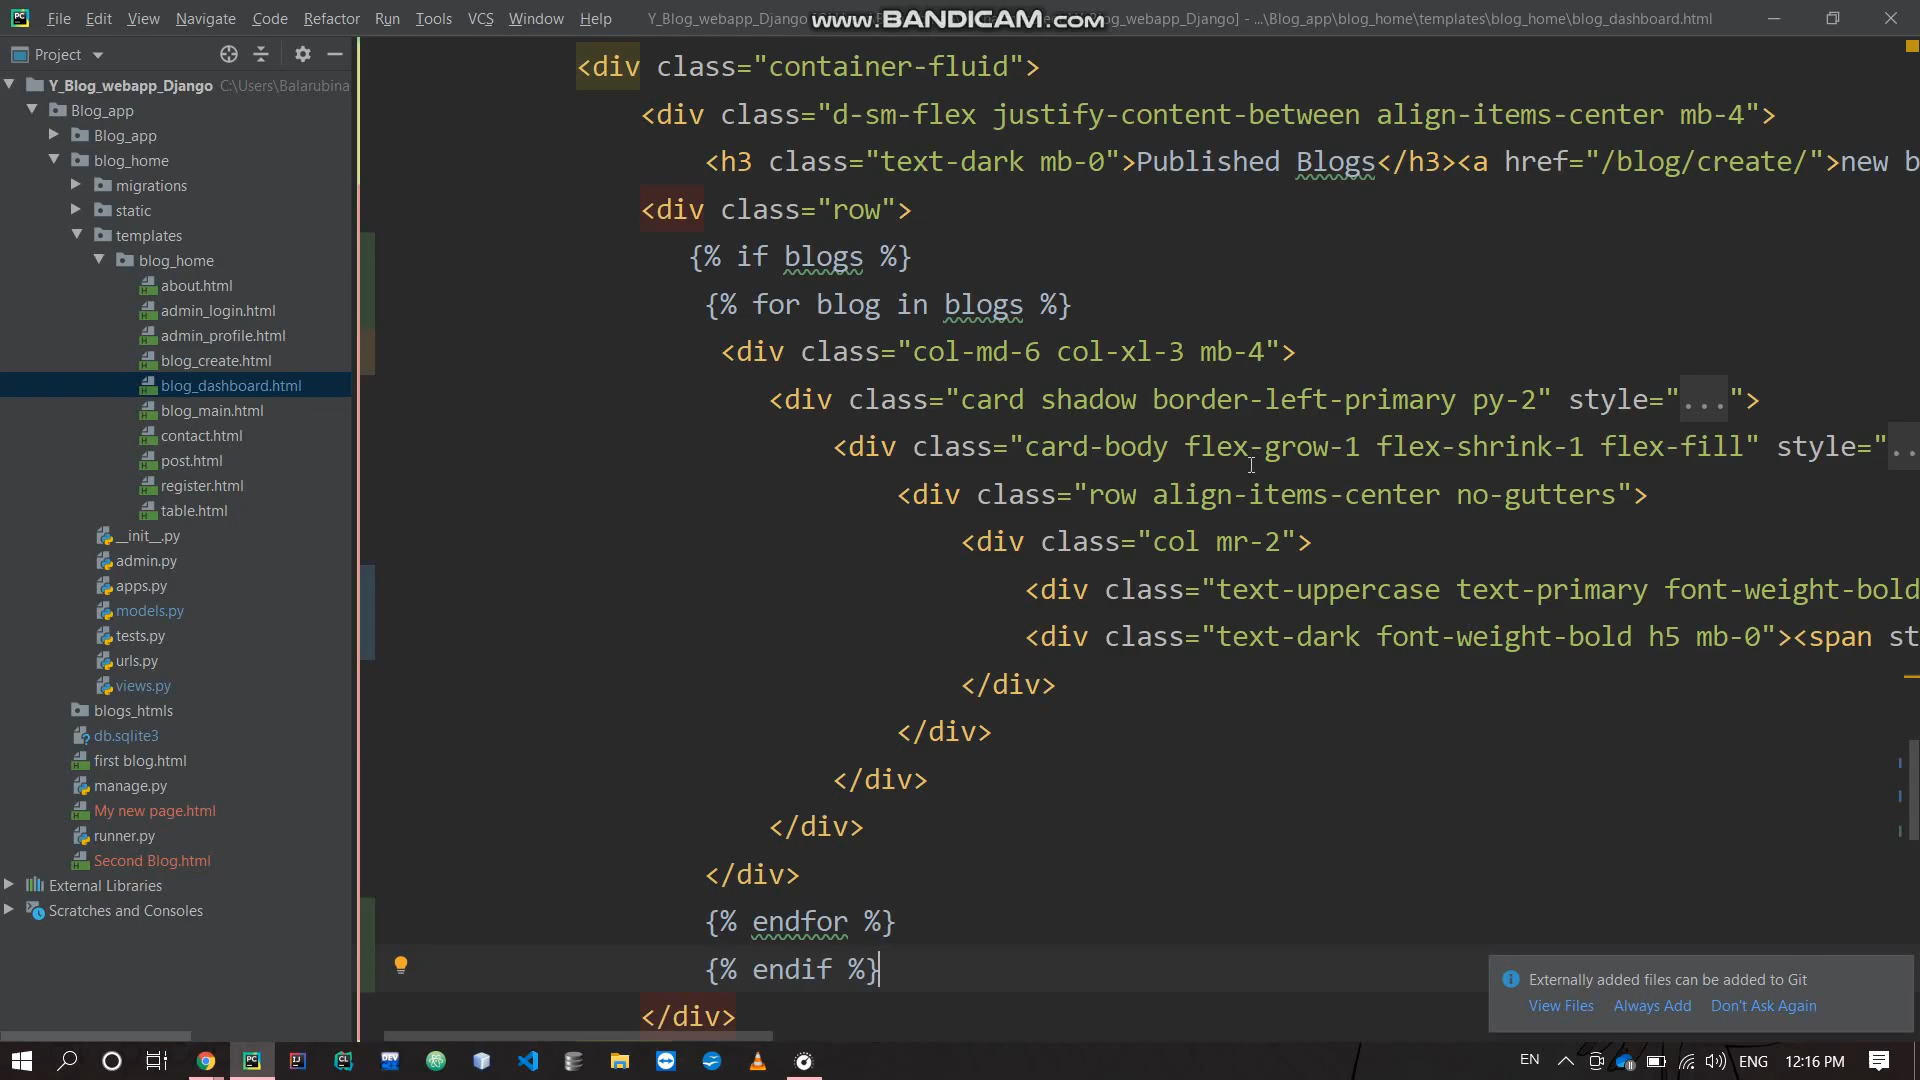 File Edit View Navigate Code Refactor Run Tools VCS Window Help
Y_Blog_webapp_Django
www.BANDICAM.com
_webapp_Django] - ...\Blog_app\blog_home\templates\blog_home\blog_dashboard.html
Project
Y_Blog_webapp_Django C:\Users\Balarubina
Blog_app
Blog_app
blog_home
migrations
static
templates
blog_home
about.html
admin_login.html
admin_profile.html
blog_create.html
blog_dashboard.html
blog_main.html
contact.html
post.html
register.html
table.html
__init__.py
admin.py
apps.py
models.py
tests.py
urls.py
views.py
blogs_htmls
db.sqlite3
first blog.html
manage.py
My new page.html
runner.py
Second Blog.html
External Libraries
Scratches and Consoles
<div class="container-fluid">
<div class="d-sm-flex justify-content-between align-items-center mb-4">
<h3 class="text-dark mb-0">Published Blogs</h3><a href="/blog/create/">new b
<div class="row">
{% if blogs %}
{% for blog in blogs %}
<div class="col-md-6 col-xl-3 mb-4">
<div class="card shadow border-left-primary py-2" style="...">
<div class="card-body flex-grow-1 flex-shrink-1 flex-fill" style="..
<div class="row align-items-center no-gutters">
<div class="col mr-2">
<div class="text-uppercase text-primary font-weight-bold
<div class="text-dark font-weight-bold h5 mb-0"><span st
</div>
</div>
</div>
</div>
</div>
{% endfor %}
{% endif %}
</div>
Externally added files can be added to Git
View Files Always Add Don't Ask Again
EN ENG 12:16 PM